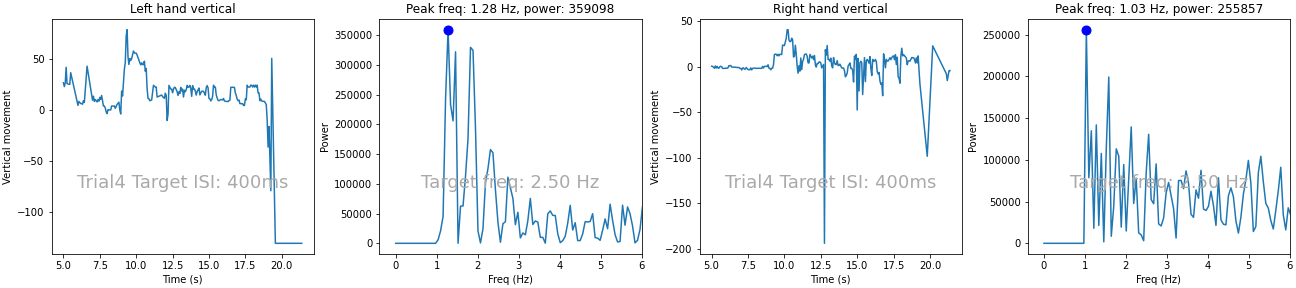 Left hand vertical
Vertical movement
50
0
−50
−100
5.0 7.5 10.0 12.5 15.0 17.5 20.0
Time (s)
Trial4 Target ISI: 400ms
Peak freq: 1.28 Hz, power: 359098
Power
350000
300000
250000
200000
150000
100000
50000
0
0 1 2 3 4 5 6
Freq (Hz)
Target freq: 2.50 Hz
Right hand vertical
Vertical movement
50
0
−50
−100
−150
−200
5.0 7.5 10.0 12.5 15.0 17.5 20.0
Time (s)
Trial4 Target ISI: 400ms
Peak freq: 1.03 Hz, power: 255857
Power
250000
200000
150000
100000
50000
0
0 1 2 3 4 5 6
Freq (Hz)
Target freq: 2.50 Hz